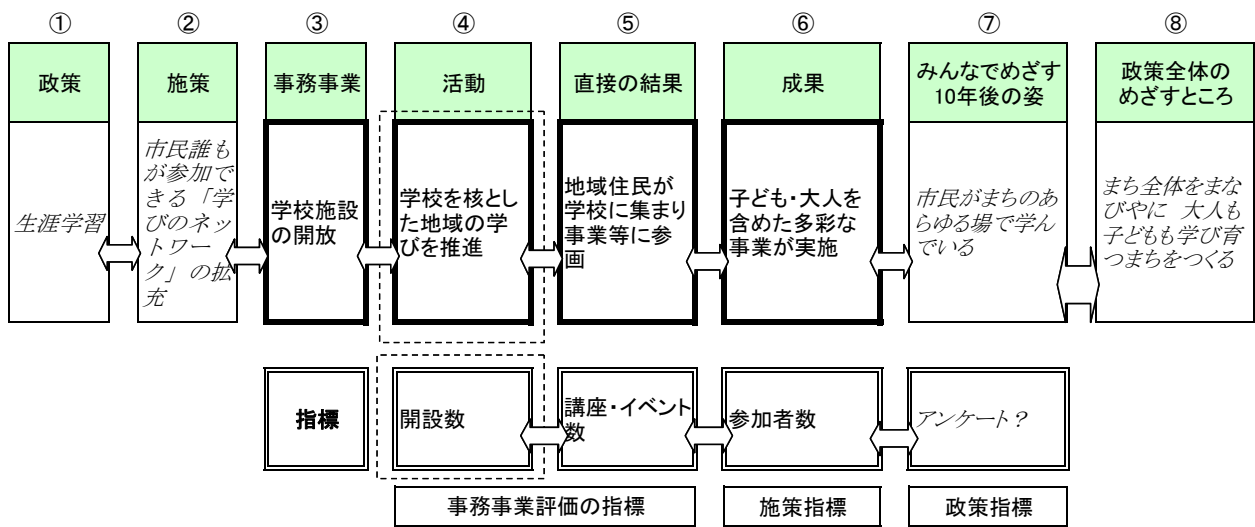 ① ② ③ ④ ⑤ ⑥ ⑦ ⑧
政策
施策
事務事業
活動
直接の結果
成果
みんなでめざす
10年後の姿
政策全体の
めざすところ
生涯学習
市民誰も
が参加で
きる「学
びのネッ
トワー
ク」の拡
充
学校施設
の開放
学校を核とし
た地域の学
びを推進
地域住民が
学校に集まり
事業等に参
画
子ども・大人を
含めた多彩な
事業が実施
市民がまちのあ
らゆる場で学ん
でいる
まち全体をまな
びやに 大人も
子どもも学び育
つまちをつくる
指標
開設数
講座・イベント
数
参加者数
アンケート？
事務事業評価の指標
施策指標
政策指標